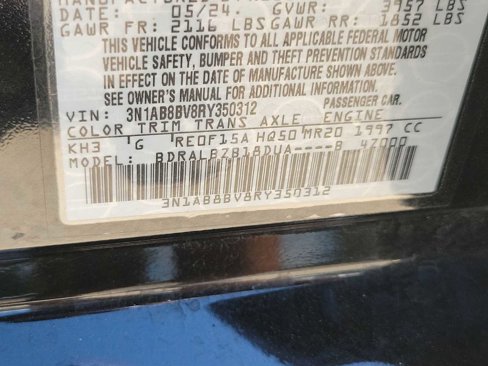 DATE: 05/24 GVWR: 3957 LBS
GAWR FR: 2116 LBS GAWR RR: 1852 LBS
THIS VEHICLE CONFORMS TO ALL APPLICABLE FEDERAL MOTOR
VEHICLE SAFETY, BUMPER AND THEFT PREVENTION STANDARDS
IN EFFECT ON THE DATE OF MANUFACTURE SHOWN ABOVE.
SEE OWNER'S MANUAL FOR ADDITIONAL INFORMATION.
VIN: 3N1AB8BV8RY350312 PASSENGER CAR.
COLOR TRIM TRANS AXLE ENGINE
KH3 G RE0F15A HQ50 MR20 1997 CC
MODEL: BDRALBZB18DUA----B 47000
3N1AB8BV8RY350312